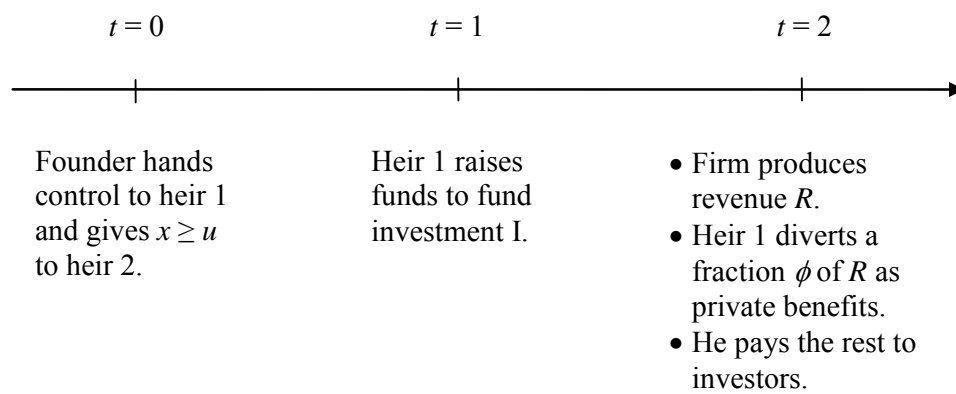 t = 0
t = 1
t = 2
Founder hands
control to heir 1
and gives x ≥ u
to heir 2.
Heir 1 raises
funds to fund
investment I.
• Firm produces
revenue R.
• Heir 1 diverts a
fraction ϕ of R as
private benefits.
• He pays the rest to
investors.